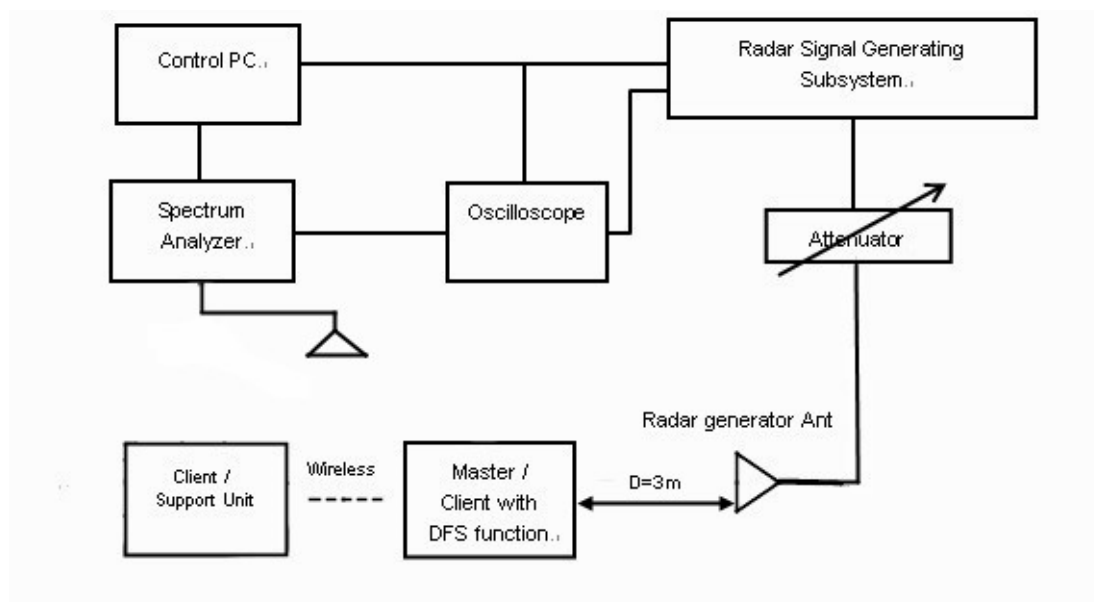 Control PC.
Radar Signal Generating
Subsystem.
Spectrum
Analyzer.
Oscilloscope
Attenuator
Radar generator Ant
Client /
Support Unit
Wireless
Master /
Client with
DFS function.
D=3m